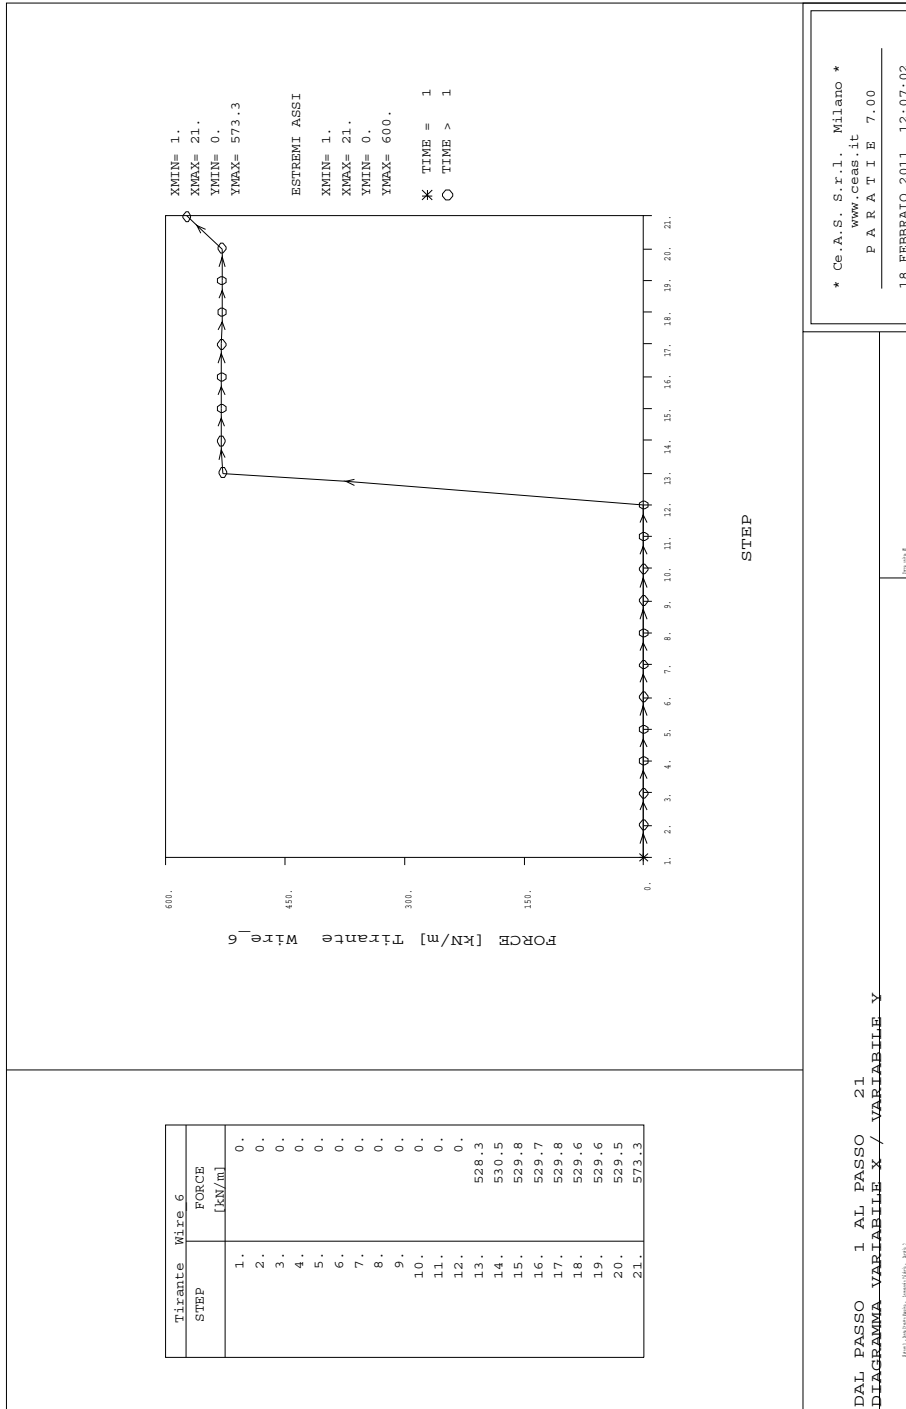 Tirante Wire_6
STEP FORCE
[kN/m]
1. 0.
2. 0.
3. 0.
4. 0.
5. 0.
6. 0.
7. 0.
8. 0.
9. 0.
10. 0.
11. 0.
12. 0.
13. 528.3
14. 530.5
15. 529.8
16. 529.7
17. 529.8
18. 529.6
19. 529.6
20. 529.5
21. 573.3
FORCE [kN/m] Tirante Wire_6
600.
450.
300.
150.
0.
1. 2. 3. 4. 5. 6. 7. 8. 9. 10. 11. 12. 13. 14. 15. 16. 17. 18. 19. 20. 21.
STEP
XMIN= 1.
XMAX= 21.
YMIN= 0.
YMAX= 573.3
ESTREMI ASSI
XMIN= 1.
XMAX= 21.
YMIN= 0.
YMAX= 600.
TIME = 1
TIME > 1
DAL PASSO 1 AL PASSO 21
DIAGRAMMA VARIABILE X / VARIABILE Y
* Ce.A.S. S.r.l. Milano *
www.ceas.it
P A R A T I E 7.00
18 FEBBRAIO 2011 12:07:02